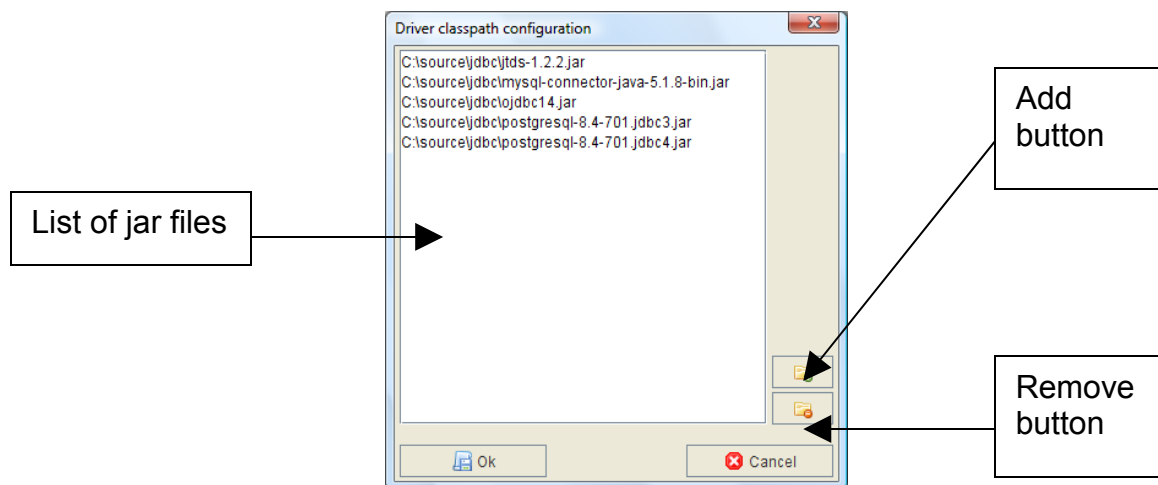 Driver classpath configuration
X
C:\source\jdbc\jtds-1.2.2.jar
C:\source\jdbc\mysql-connector-java-5.1.8-bin.jar
C:\source\jdbc\ojdbc14.jar
C:\source\jdbc\postgresql-8.4-701.jdbc3.jar
C:\source\jdbc\postgresql-8.4-701.jdbc4.jar
Add
button
List of jar files
Remove
button
Ok
Cancel